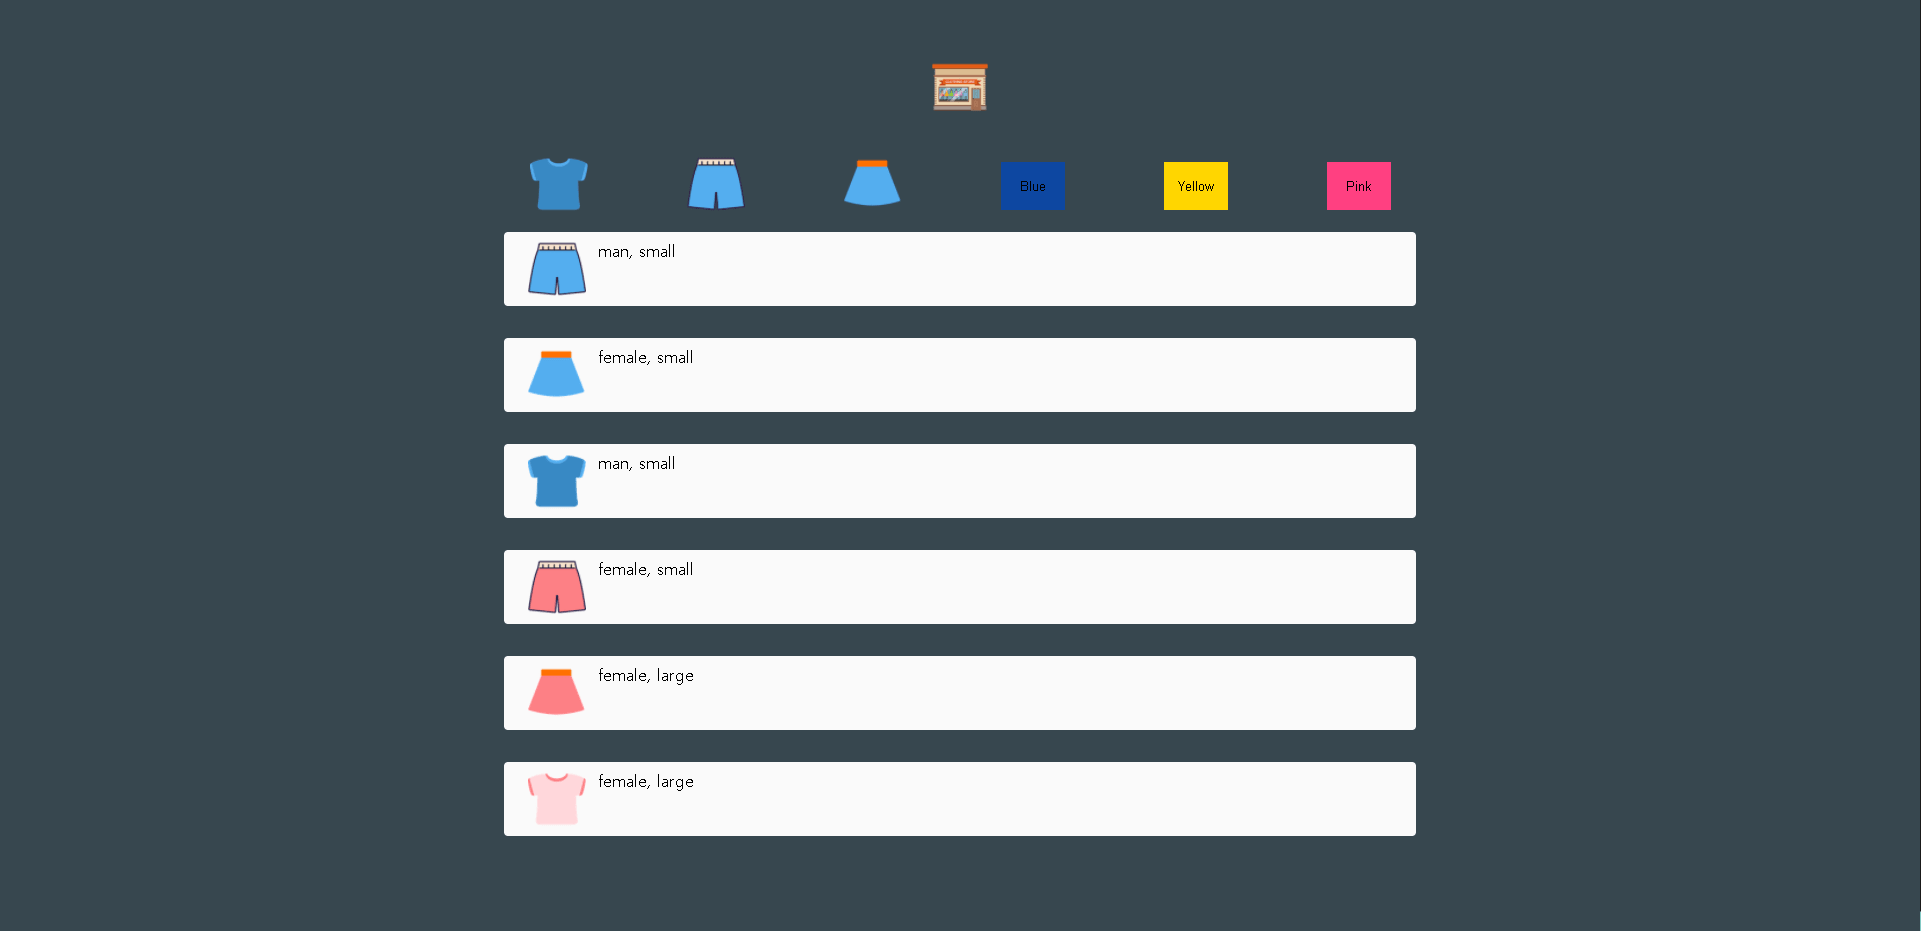 Blue
Yellow
Pink
man, small
female, small
man, small
female, small
female, large
female, large